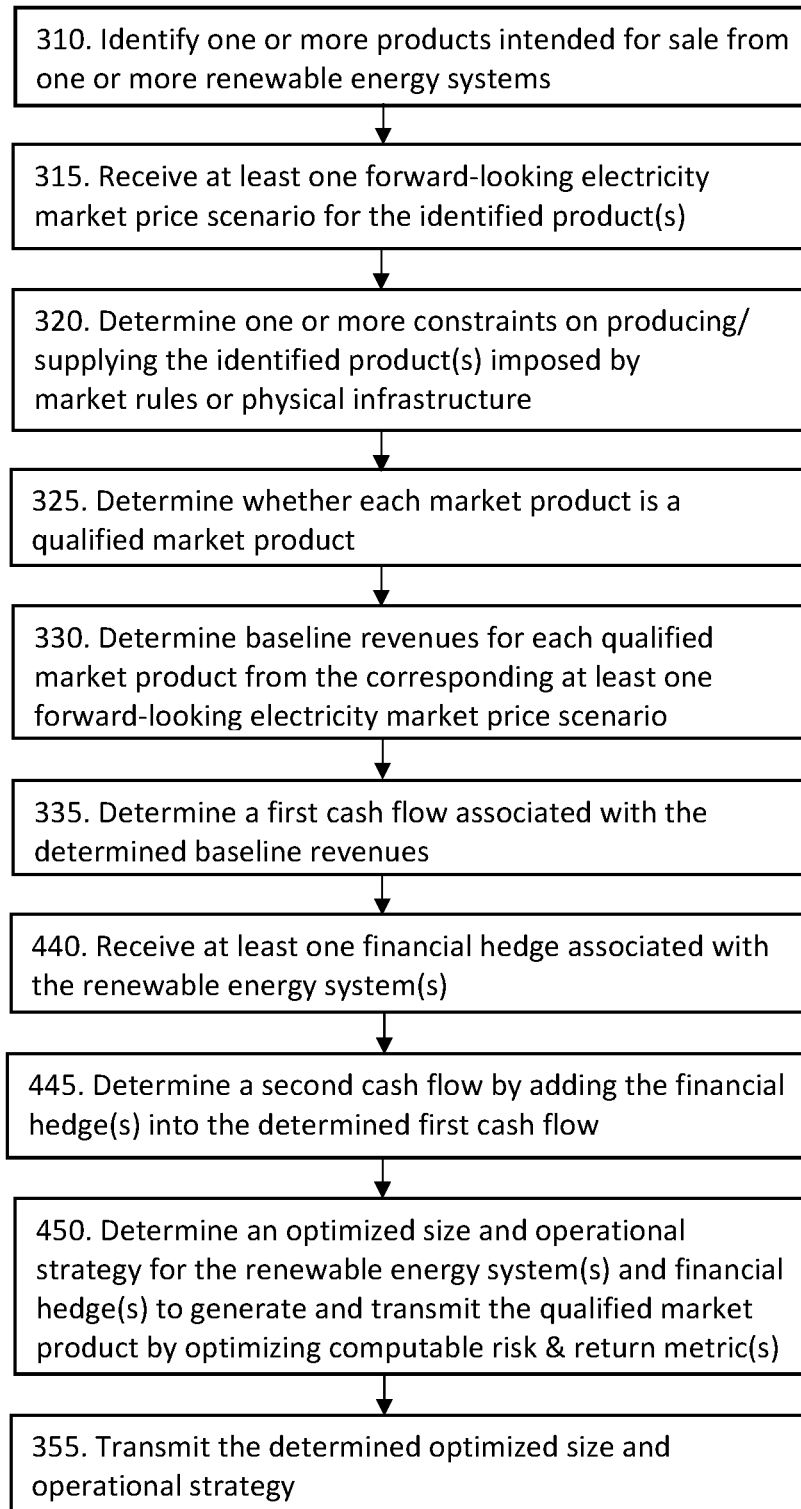 310. Identify one or more products intended for sale from
one or more renewable energy systems
315. Receive at least one forward-looking electricity
market price scenario for the identified product(s)
320. Determine one or more constraints on producing/
supplying the identified product(s) imposed by
market rules or physical infrastructure
325. Determine whether each market product is a
qualified market product
330. Determine baseline revenues for each qualified
market product from the corresponding at least one
forward-looking electricity market price scenario
335. Determine a first cash flow associated with the
determined baseline revenues
440. Receive at least one financial hedge associated with
the renewable energy system(s)
445. Determine a second cash flow by adding the financial
hedge(s) into the determined first cash flow
450. Determine an optimized size and operational
strategy for the renewable energy system(s) and financial
hedge(s) to generate and transmit the qualified market
product by optimizing computable risk & return metric(s)
355. Transmit the determined optimized size and
operational strategy